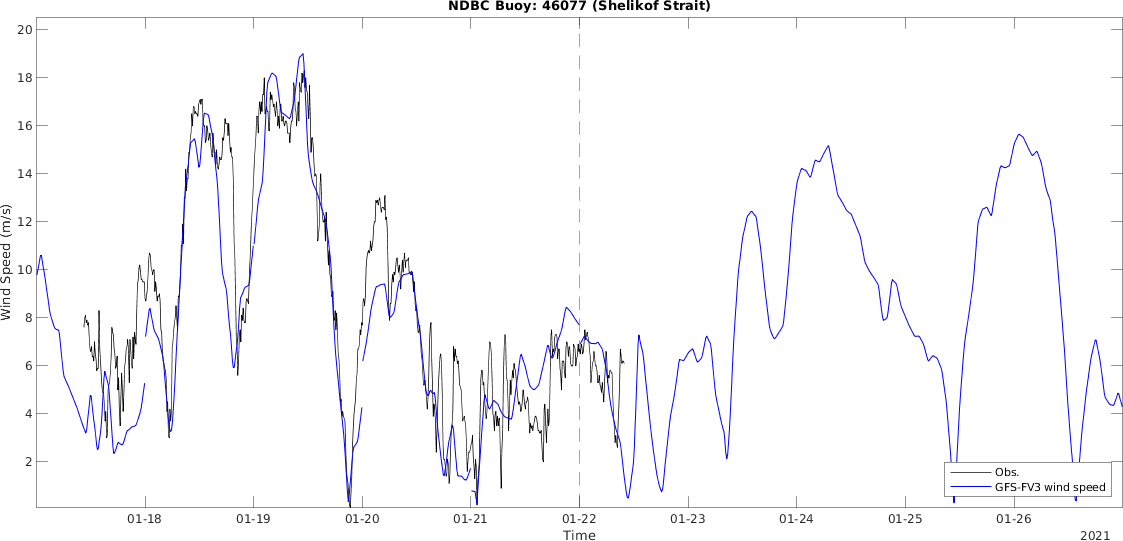 NDBC Buoy: 46077 (Shelikof Strait)
20
18
16
14
12
10
8
6
4
2
Wind Speed (m/s)
Obs.
GFS-FV3 wind speed
01-18 01-19 01-20 01-21 01-22 01-23 01-24 01-25 01-26
Time
2021